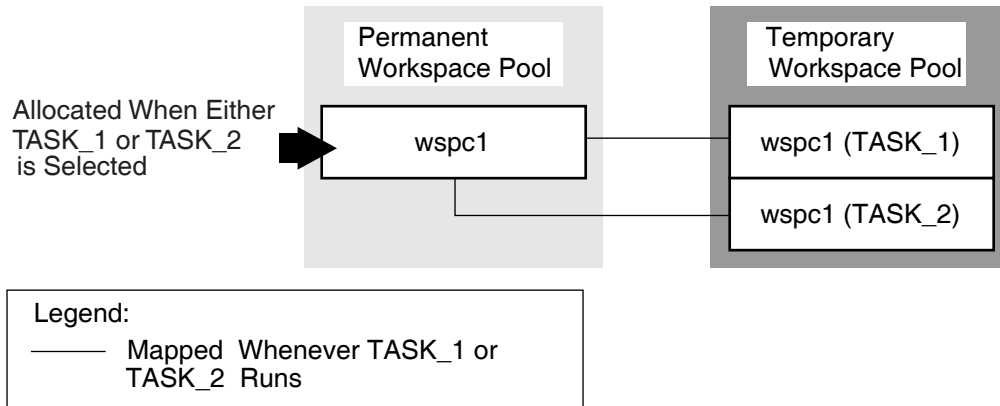 Permanent
Workspace Pool
Temporary
Workspace Pool
Allocated When Either
TASK_1 or TASK_2
is Selected
wspc1
wspc1 (TASK_1)
wspc1 (TASK_2)
Legend:
Mapped Whenever TASK_1 or
TASK_2 Runs